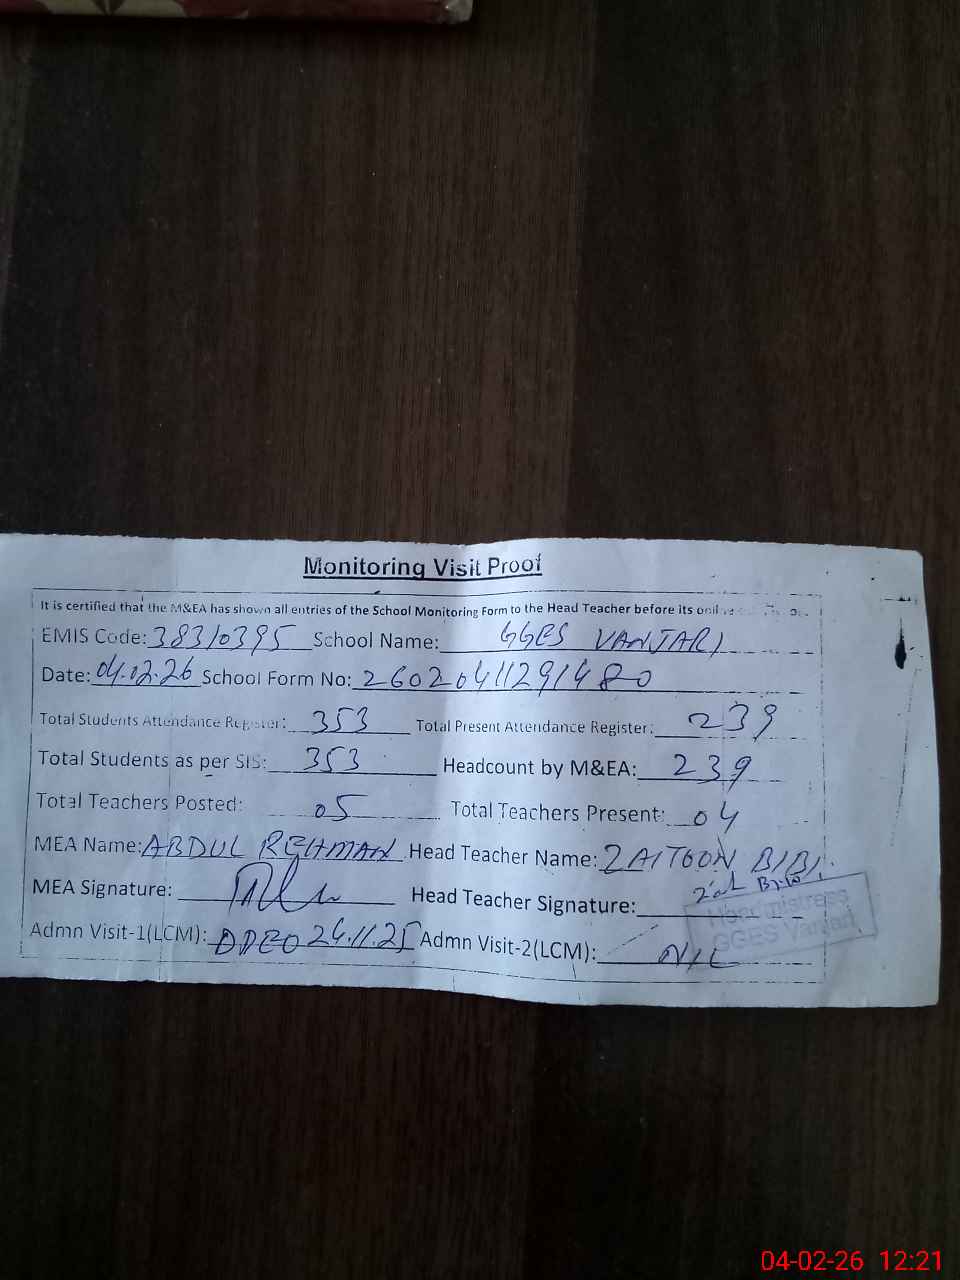 Monitoring Visit Proof
It is certified that the M&EA has shown all entries of the School Monitoring Form to the Head Teacher before its
EMIS Code: 38310395 School Name: GGES VANJARI
Date: 04.02.26 School Form No: 26020411291480
Total Students Attendance Register: 353 Total Present Attendance Register: 239
Total Students as per SIS: 353 Headcount by M&EA: 239
Total Teachers Posted: 05 Total Teachers Present: 04
MEA Name: ABDUL REHMAN Head Teacher Name: ZAITOON BIBI
MEA Signature: Head Teacher Signature:
Headmistress
GGES Vanjari
Admn Visit-1(LCM): DDEO 24.11.25 Admn Visit-2(LCM): NIL
04-02-26 12:21